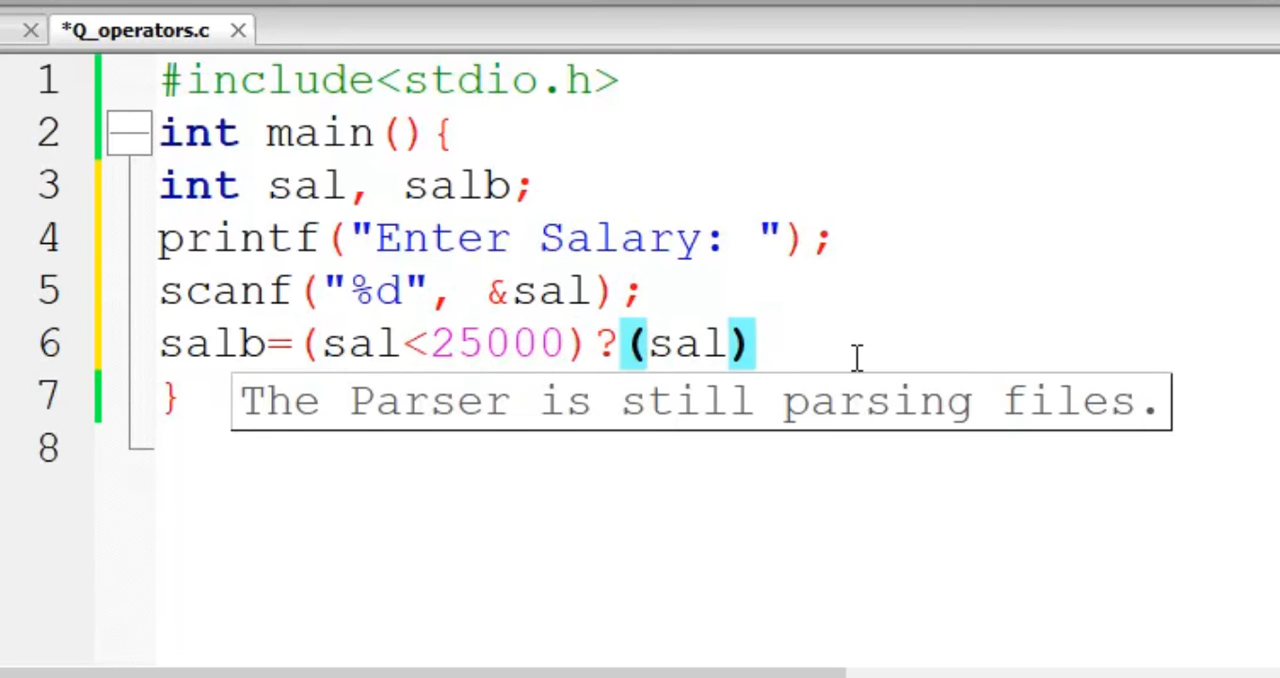 *Q_operators.c
1 #include<stdio.h>
2 int main(){
3 int sal, salb;
4 printf("Enter Salary: ");
5 scanf("%d", &sal);
6 salb=(sal<25000)?(sal)
7 } The Parser is still parsing files.
8